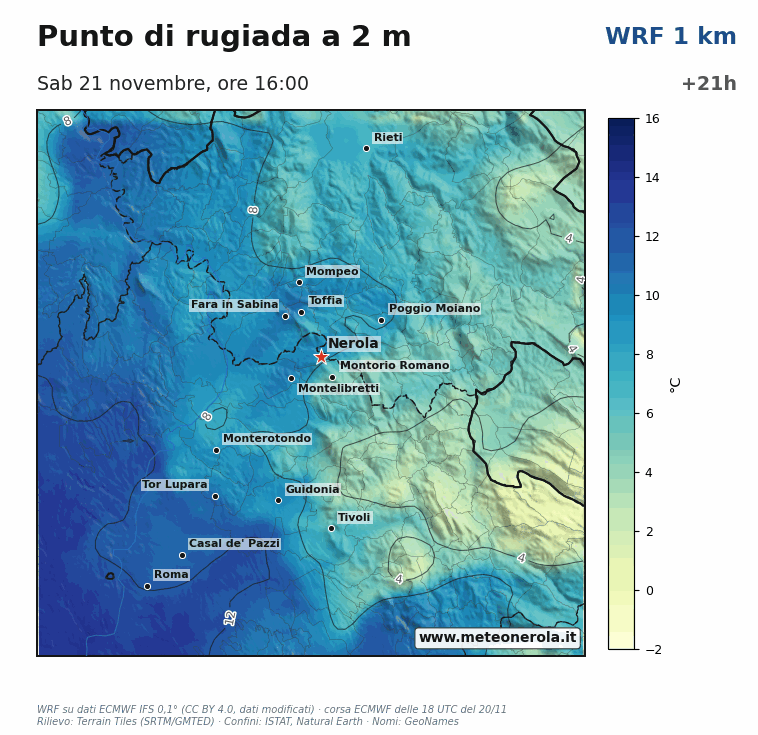 Punto di rugiada a 2 m
WRF 1 km
Sab 21 novembre, ore 16:00
+21h
8
Rieti
8
4
4
Mompeo
Fara in Sabina
Toffia
Poggio Moiano
Nerola
4
Montorio Romano
Montelibretti
8
Monterotondo
Tor Lupara
Guidonia
Tivoli
Casal de' Pazzi
4
Roma
4
12
www.meteonerola.it
16
14
12
10
8
6
4
2
0
−2
°C
WRF su dati ECMWF IFS 0,1° (CC BY 4.0, dati modificati) · corsa ECMWF delle 18 UTC del 20/11
Rilievo: Terrain Tiles (SRTM/GMTED) · Confini: ISTAT, Natural Earth · Nomi: GeoNames